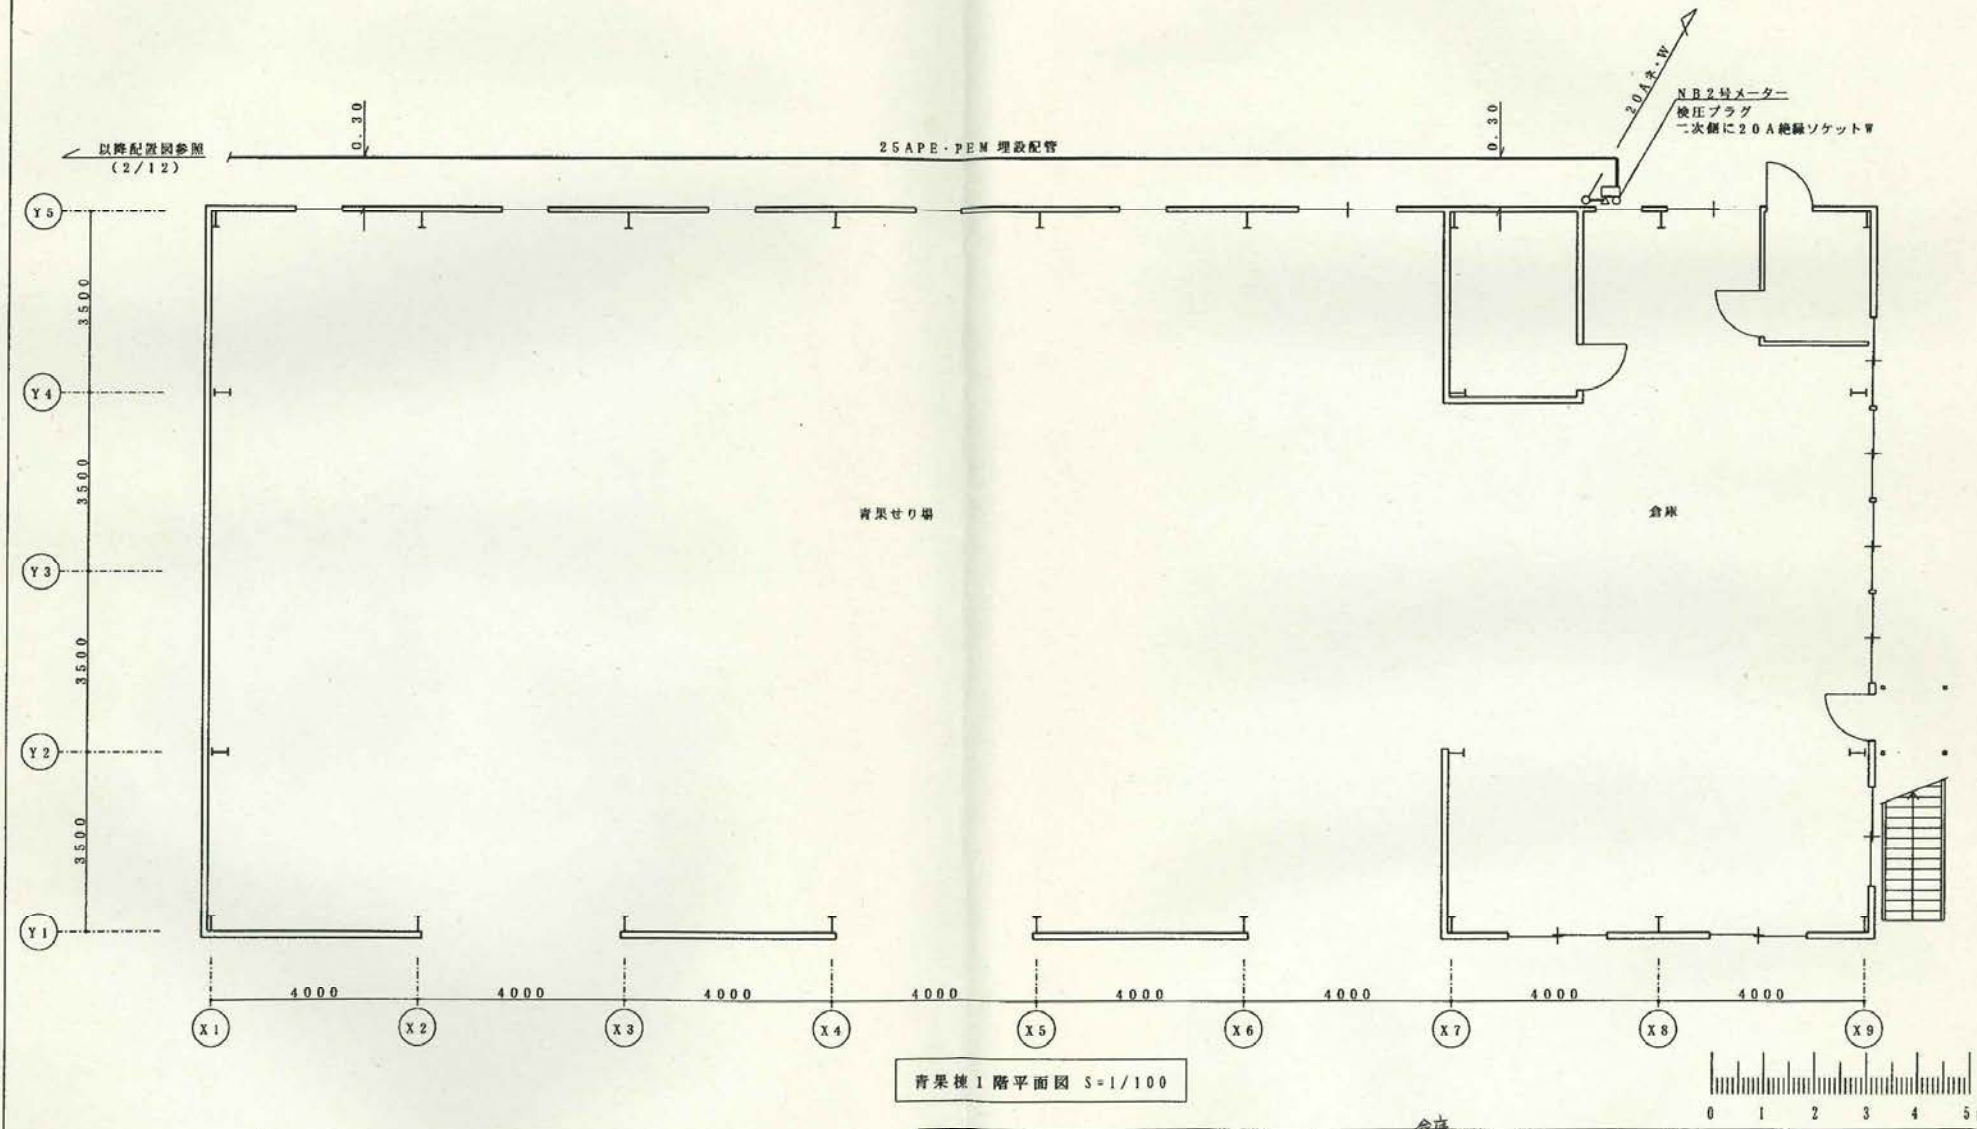 20Aネ・W
NB2号メーター
検圧プラグ
二次側に20A絶縁ソケットW
0.30
0.30
以降配置図参照
(2/12)
25APE・PEM 埋設配管
Y5
3500
Y4
3500
青果せり場
倉庫
Y3
3500
Y2
3500
Y1
4000
4000
4000
4000
4000
4000
4000
4000
X1
X2
X3
X4
X5
X6
X7
X8
X9
青果棟1階平面図 S=1/100
0 1 2 3 4 5